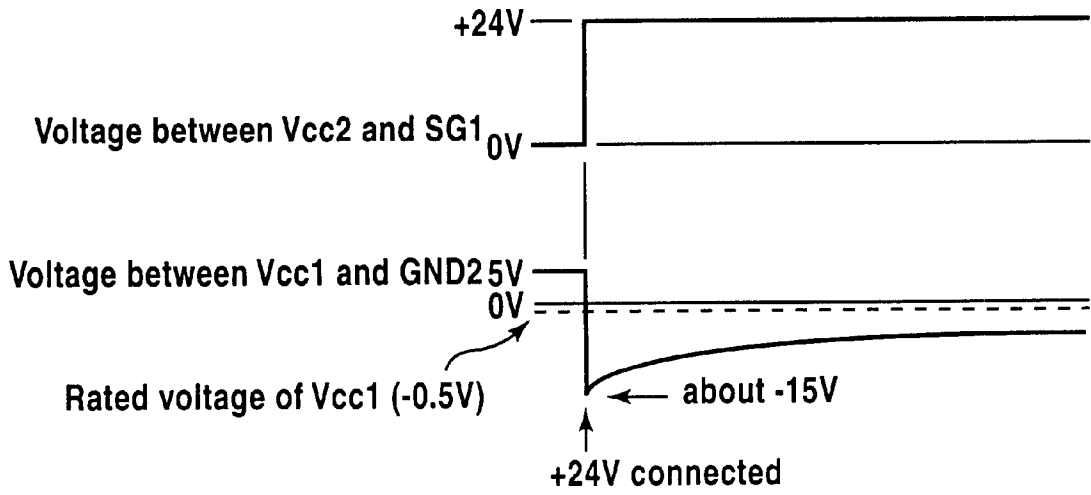 +24V
Voltage between Vcc2 and SG1
0V
Voltage between Vcc1 and GND2
5V
0V
Rated voltage of Vcc1 (-0.5V)
about -15V
+24V connected